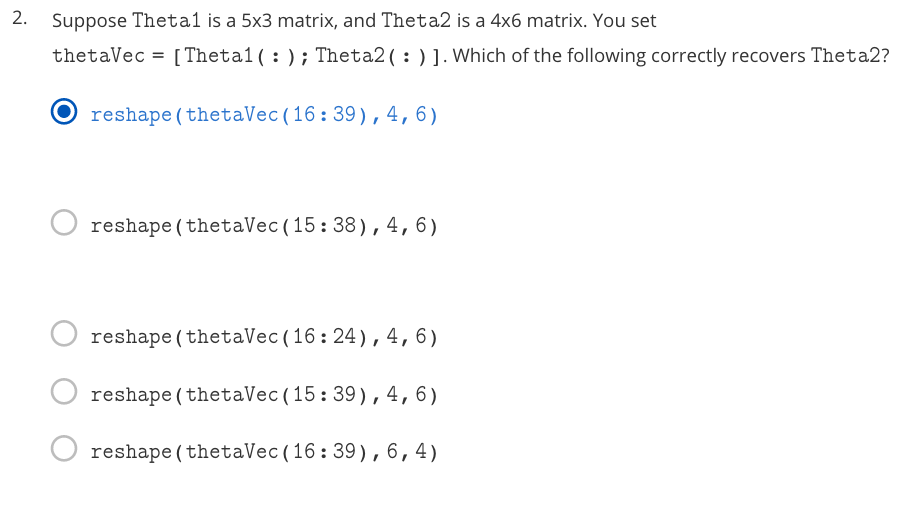 2. Suppose Theta1 is a 5x3 matrix, and Theta2 is a 4x6 matrix. You set
thetaVec = [Theta1(:);Theta2(:)]. Which of the following correctly recovers Theta2?
reshape(thetaVec(16:39),4,6)
reshape(thetaVec(15:38),4,6)
reshape(thetaVec(16:24),4,6)
reshape(thetaVec(15:39),4,6)
reshape(thetaVec(16:39),6,4)